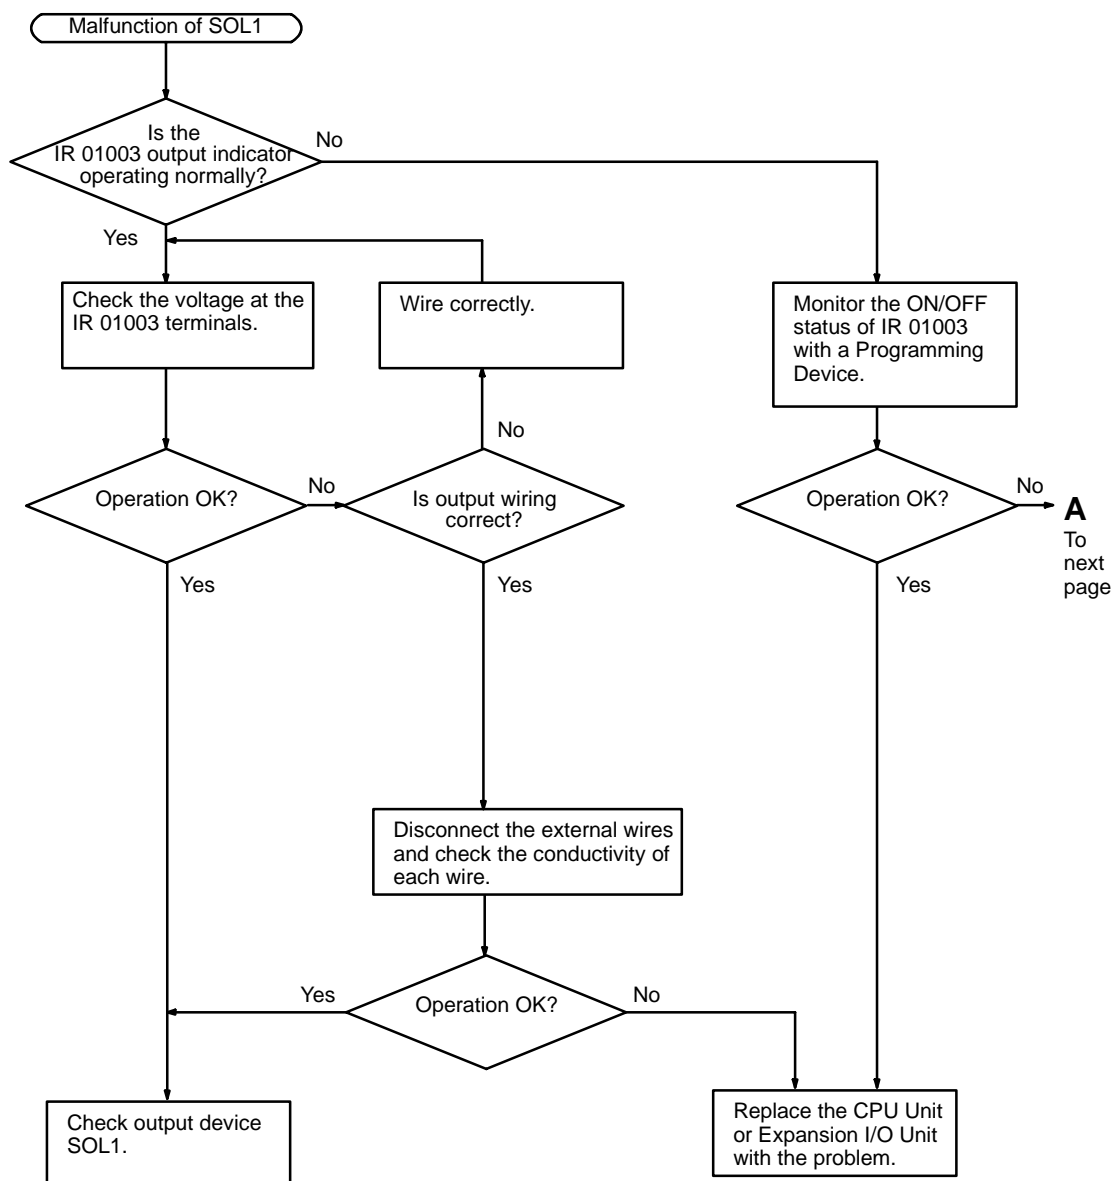 Malfunction of SOL1
Is the
IR 01003 output indicator
operating normally?
No
Yes
Check the voltage at the
IR 01003 terminals.
Wire correctly.
Monitor the ON/OFF
status of IR 01003
with a Programming
Device.
No
Operation OK?
No
Is output wiring
correct?
Operation OK?
No
A
To
next
page
Yes
Yes
Yes
Disconnect the external wires
and check the conductivity of
each wire.
Yes
Operation OK?
No
Check output device
SOL1.
Replace the CPU Unit
or Expansion I/O Unit
with the problem.